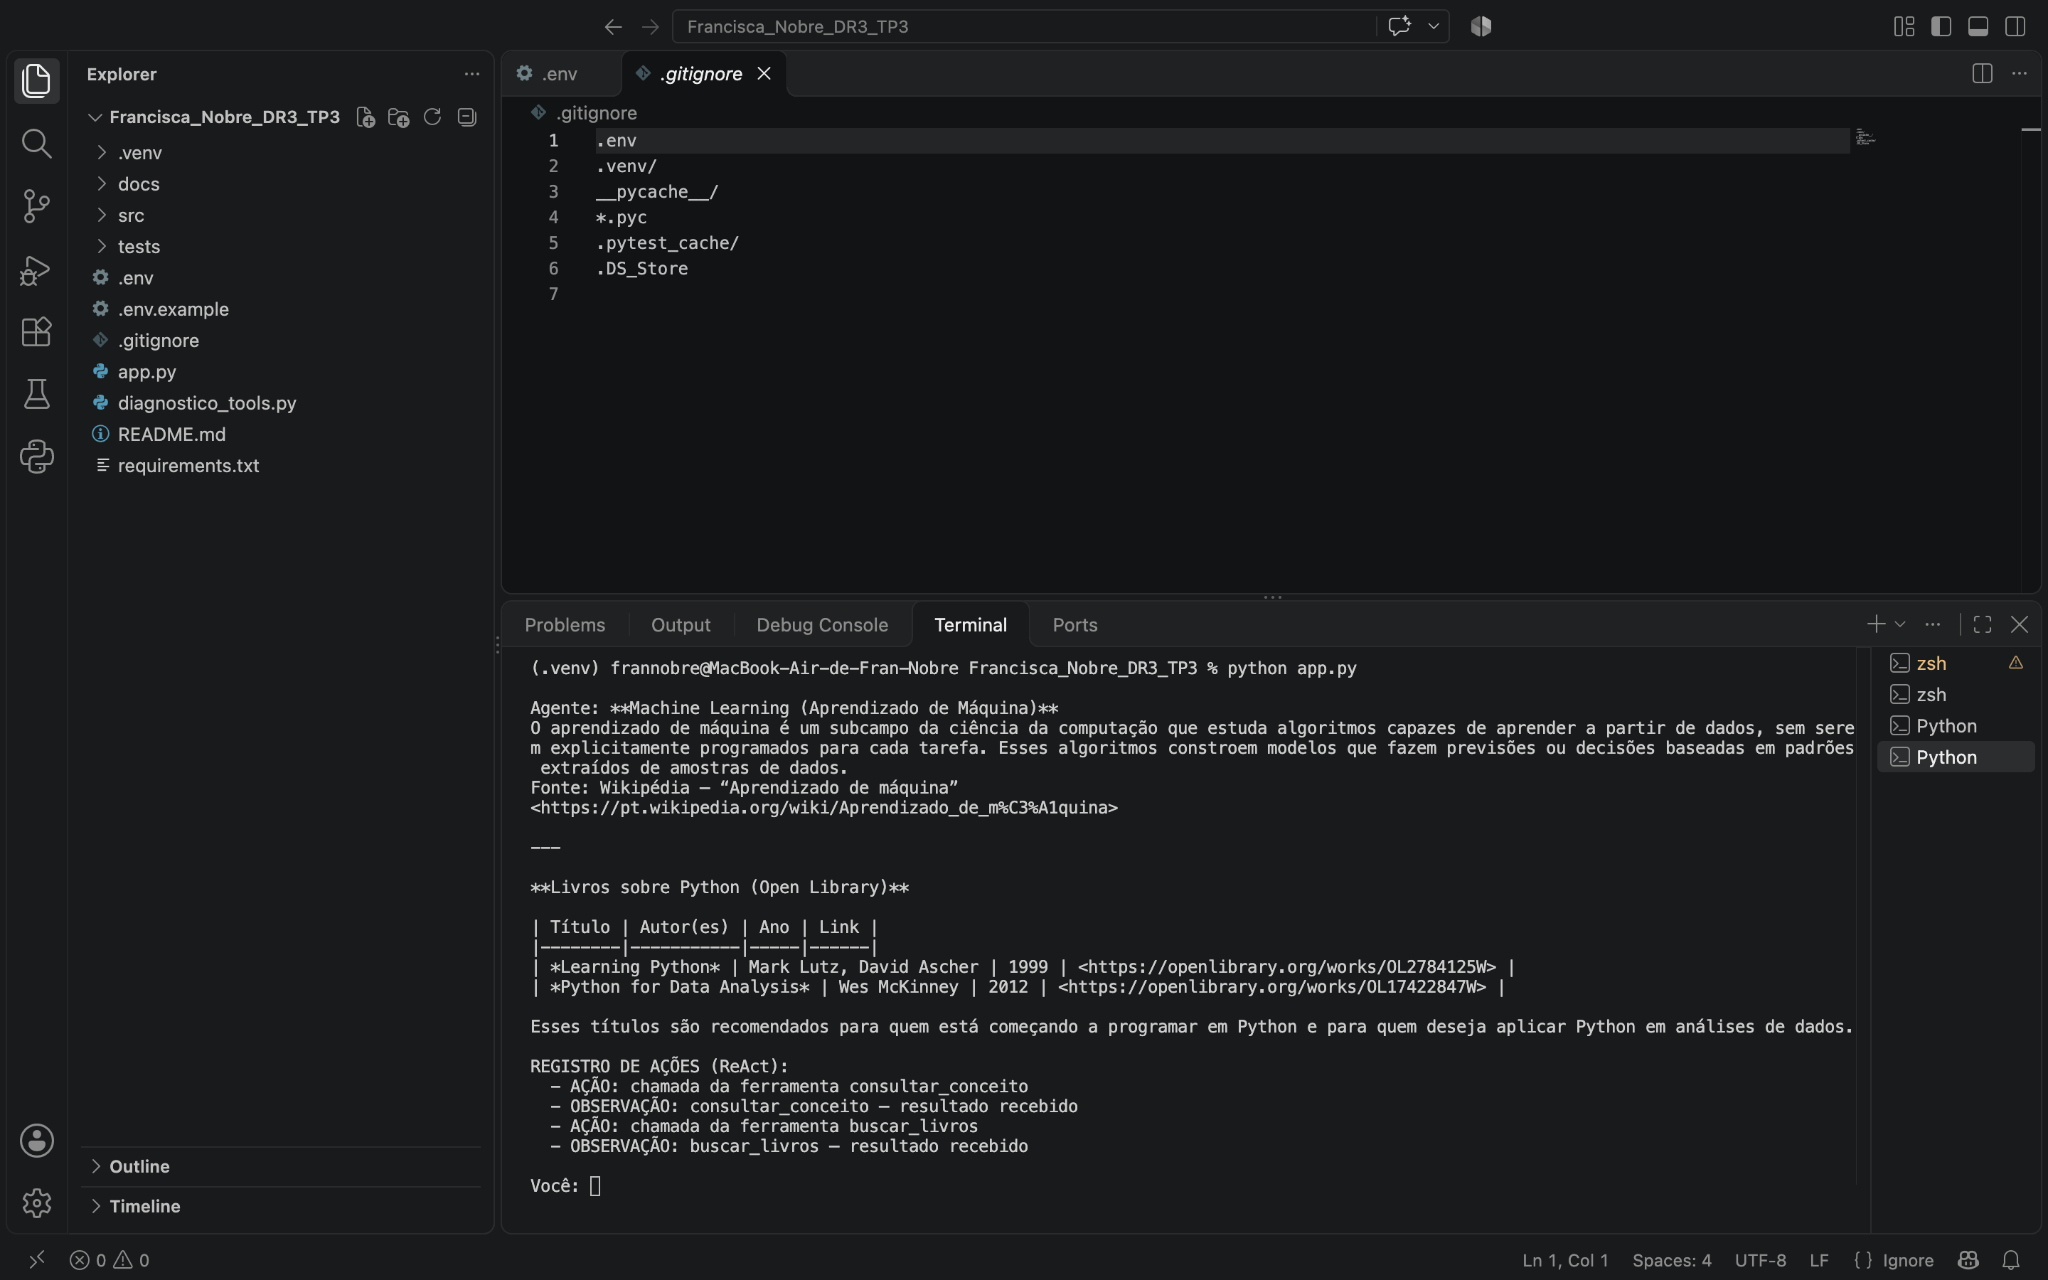 Francisca_Nobre_DR3_TP3
Explorer
Francisca_Nobre_DR3_TP3
.venv
docs
src
tests
.env
.env.example
.gitignore
app.py
diagnostico_tools.py
README.md
requirements.txt
Outline
Timeline
.env
.gitignore
.gitignore
1 .env
2 .venv/
3 __pycache__/
4 *.pyc
5 .pytest_cache/
6 .DS_Store
7
Problems Output Debug Console Terminal Ports
(.venv) frannobre@MacBook-Air-de-Fran-Nobre Francisca_Nobre_DR3_TP3 % python app.py
Agente: **Machine Learning (Aprendizado de Máquina)**
O aprendizado de máquina é um subcampo da ciência da computação que estuda algoritmos capazes de aprender a partir de dados, sem sere
m explicitamente programados para cada tarefa. Esses algoritmos constroem modelos que fazem previsões ou decisões baseadas em padrões
extraídos de amostras de dados.
Fonte: Wikipédia – “Aprendizado de máquina”
<https://pt.wikipedia.org/wiki/Aprendizado_de_m%C3%A1quina>
---
**Livros sobre Python (Open Library)**
| Título | Autor(es) | Ano | Link |
|--------|-----------|-----|------|
| *Learning Python* | Mark Lutz, David Ascher | 1999 | <https://openlibrary.org/works/OL2784125W> |
| *Python for Data Analysis* | Wes McKinney | 2012 | <https://openlibrary.org/works/OL17422847W> |
Esses títulos são recomendados para quem está começando a programar em Python e para quem deseja aplicar Python em análises de dados.
REGISTRO DE AÇÕES (ReAct):
- AÇÃO: chamada da ferramenta consultar_conceito
- OBSERVAÇÃO: consultar_conceito – resultado recebido
- AÇÃO: chamada da ferramenta buscar_livros
- OBSERVAÇÃO: buscar_livros – resultado recebido
Você:
zsh
zsh
Python
Python
0 0
Ln 1, Col 1 Spaces: 4 UTF-8 LF { } Ignore